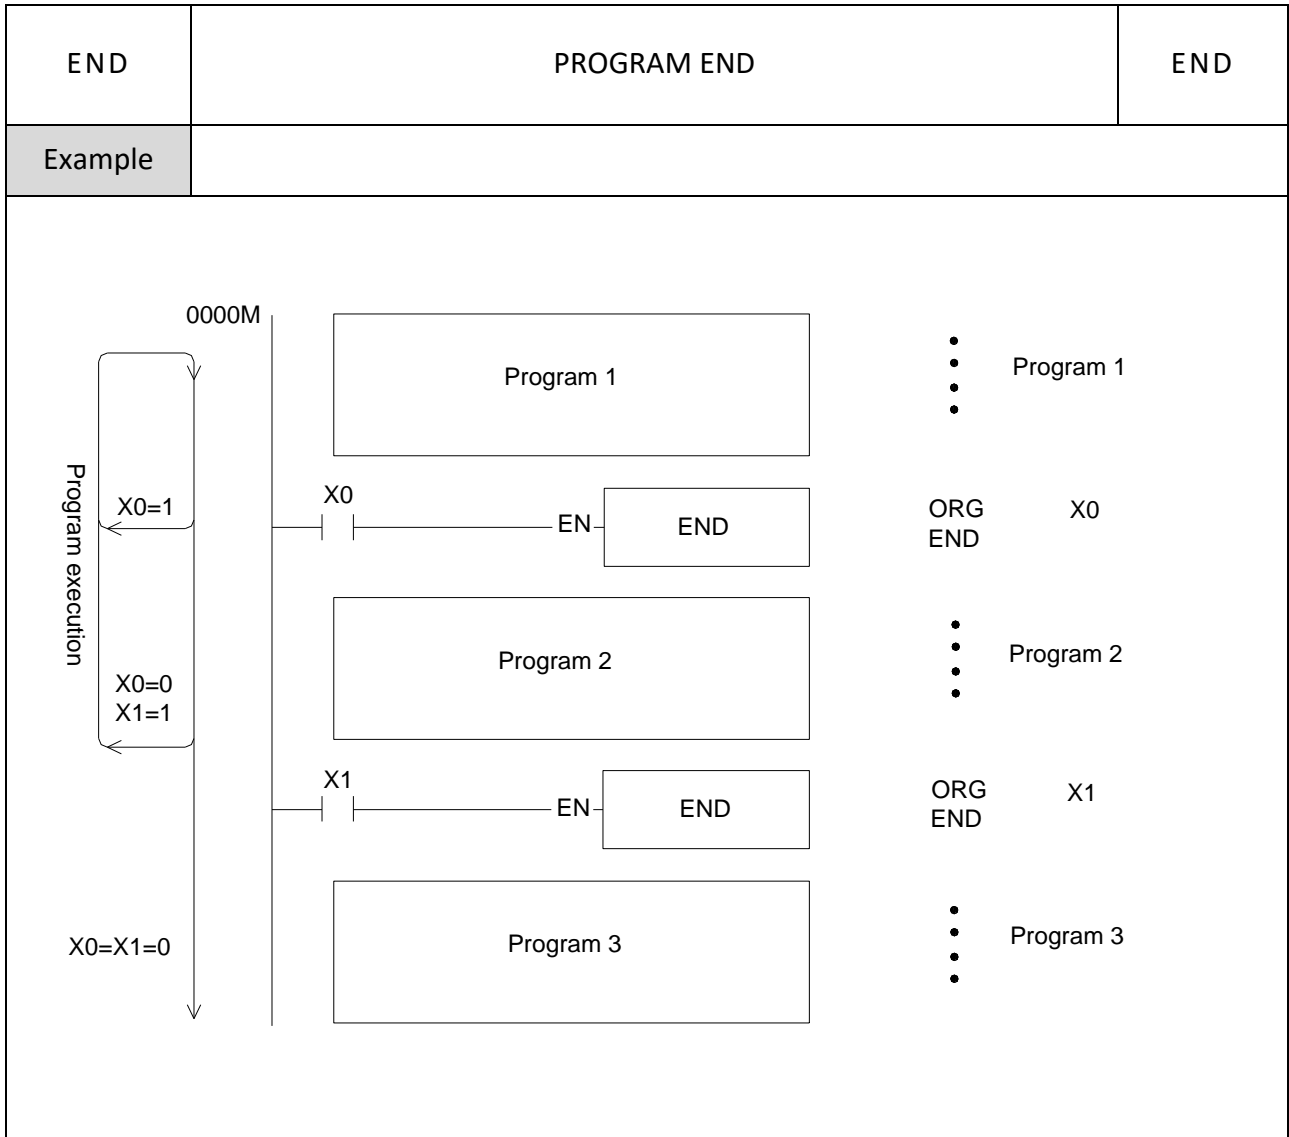 END PROGRAM END END
Example
0000M
Program 1
Program 1
Program execution
X0=1
X0
EN
END
ORG X0
END
Program 2
Program 2
X0=0
X1=1
X1
EN
END
ORG X1
END
X0=X1=0
Program 3
Program 3